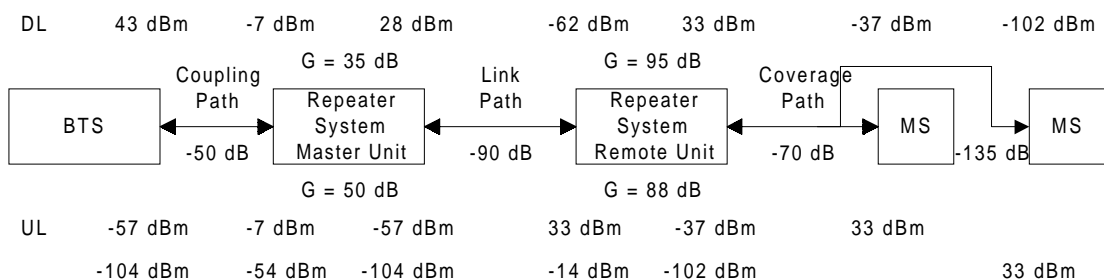 DL 43 dBm -7 dBm 28 dBm -62 dBm 33 dBm -37 dBm -102 dBm
G = 35 dB G = 95 dB
Coupling Path
Link Path
Coverage Path
BTS
Repeater System Master Unit
Repeater System Remote Unit
MS
MS
-50 dB -90 dB -70 dB -135 dB
G = 50 dB G = 88 dB
UL -57 dBm -7 dBm -57 dBm 33 dBm -37 dBm 33 dBm
-104 dBm -54 dBm -104 dBm -14 dBm -102 dBm 33 dBm